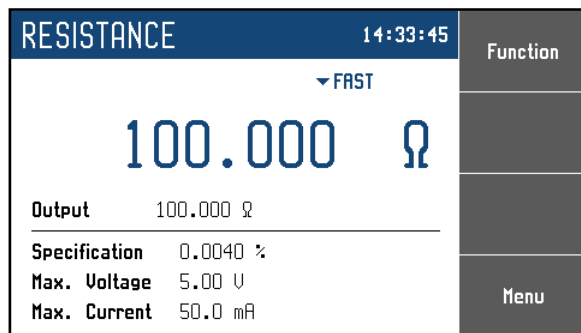 RESISTANCE 14:33:45
Function
FAST
100.000 Ω
Output 100.000 Ω
Specification 0.0040 %
Max. Voltage 5.00 V
Max. Current 50.0 mA
Menu